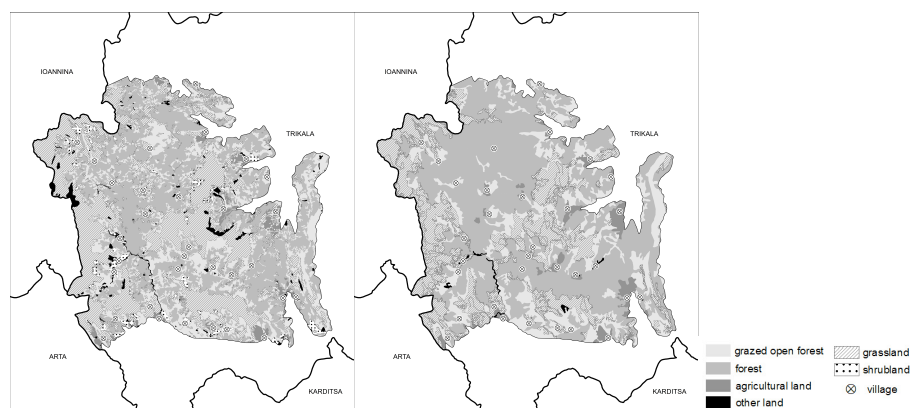 IOANNINA
TRIKALA
ARTA
KARDITSA
IOANNINA
TRIKALA
ARTA
KARDITSA
grazed open forest
forest
agricultural land
other land
grassland
shrubland
village